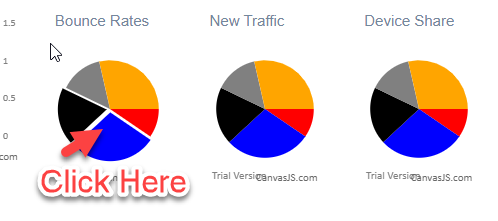 1.5
1
0.5
0
com
Bounce Rates
New Traffic
Device Share
Click Here
Trial Version
CanvasJS.com
Trial Version
CanvasJS.com